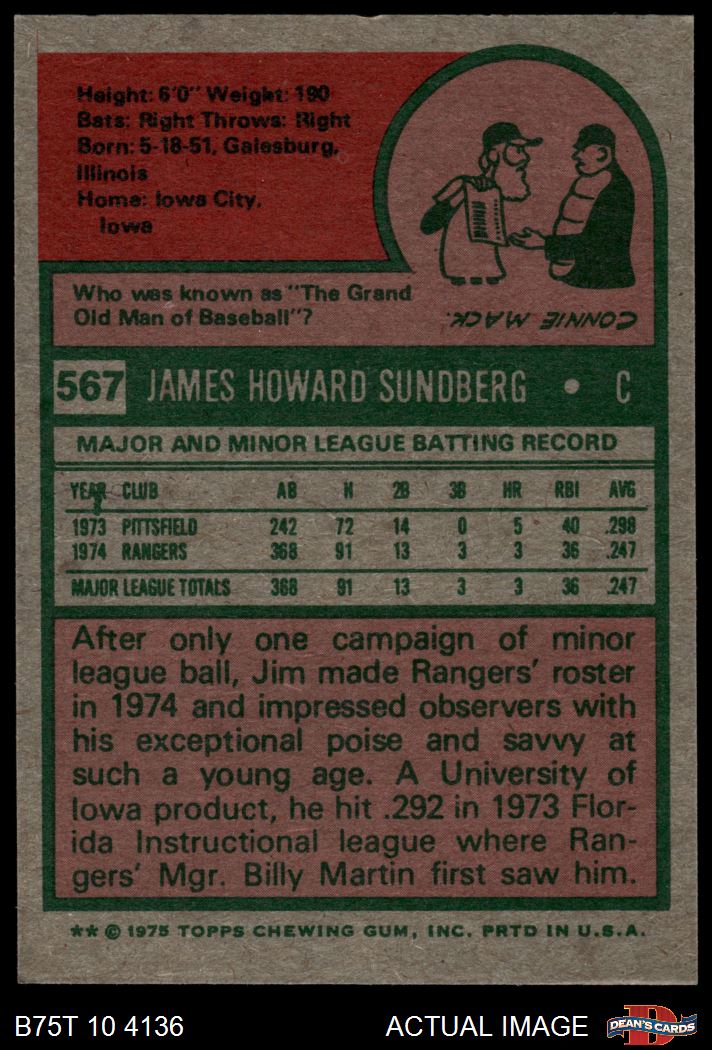 Height: 6'0" Weight: 190
Bats: Right Throws: Right
Born: 5-18-51, Galesburg,
Illinois
Home: Iowa City,
Iowa
Who was known as "The Grand
Old Man of Baseball"?
CONNIE MACK.
567 JAMES HOWARD SUNDBERG • C
MAJOR AND MINOR LEAGUE BATTING RECORD
YEAR CLUB AB H 2B 3B HR RBI AVG
1973 PITTSFIELD 242 72 14 0 5 40 .298
1974 RANGERS 368 91 13 3 3 36 .247
MAJOR LEAGUE TOTALS 368 91 13 3 3 36 .247
After only one campaign of minor
league ball, Jim made Rangers' roster
in 1974 and impressed observers with
his exceptional poise and savvy at
such a young age. A University of
Iowa product, he hit .292 in 1973 Flor-
ida Instructional league where Ran-
gers' Mgr. Billy Martin first saw him.
** © 1975 TOPPS CHEWING GUM, INC. PRTD IN U.S.A.
B75T 10 4136 ACTUAL IMAGE
DEAN'S CARDS